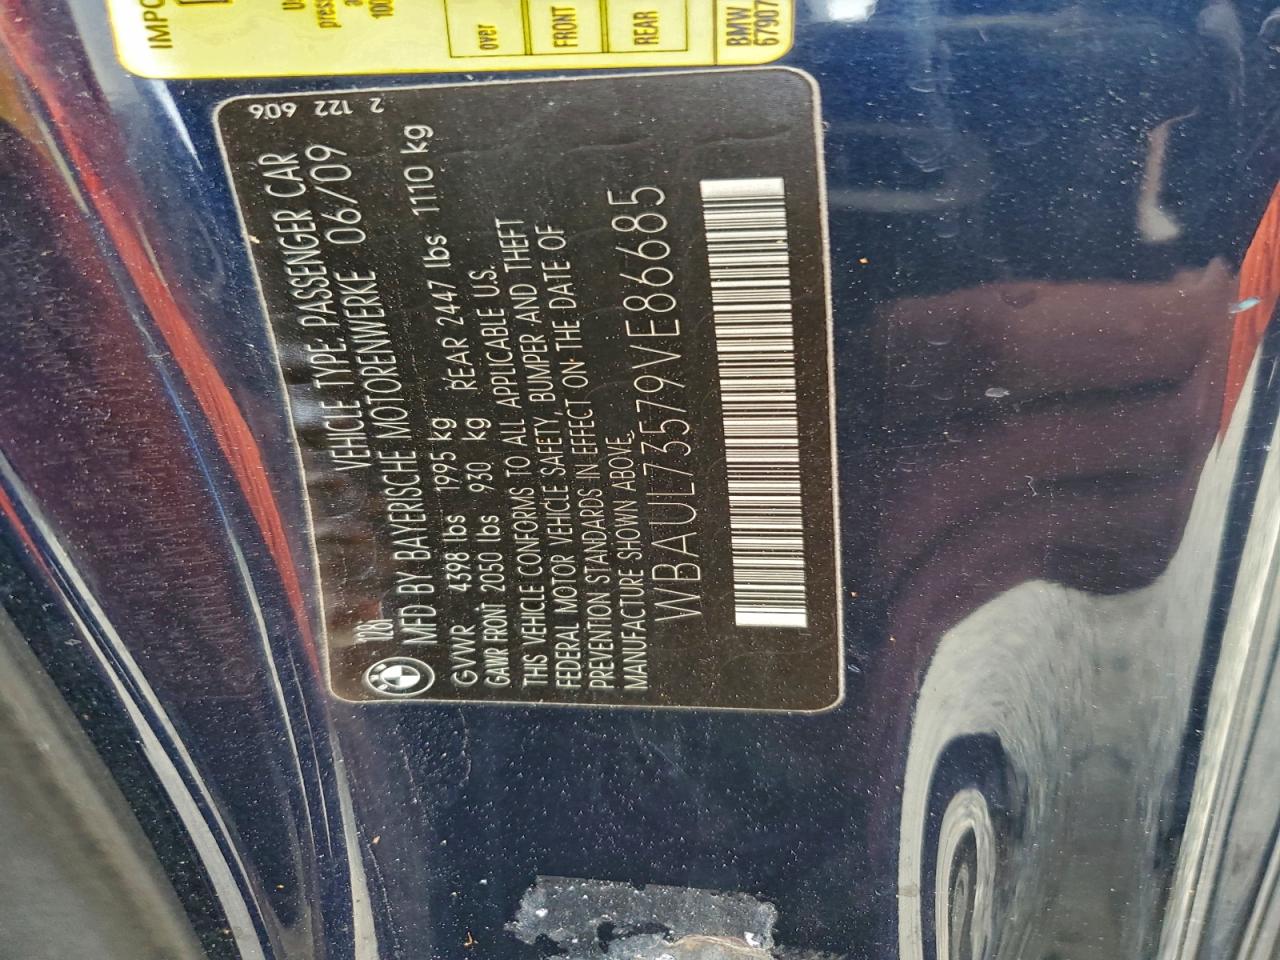 128i
VEHICLE TYPE: PASSENGER CAR
MFD BY BAYERISCHE MOTORENWERKE 06/09
GVWR 4398 lbs 1995 kg
GAWR FRONT 2050 lbs 930 kg REAR 2447 lbs 1110 kg
THIS VEHICLE CONFORMS TO ALL APPLICABLE U.S.
FEDERAL MOTOR VEHICLE SAFETY, BUMPER AND THEFT
PREVENTION STANDARDS IN EFFECT ON THE DATE OF
MANUFACTURE SHOWN ABOVE.
WBAUL73579VE86685
2 122 606
over
FRONT
REAR
BMW